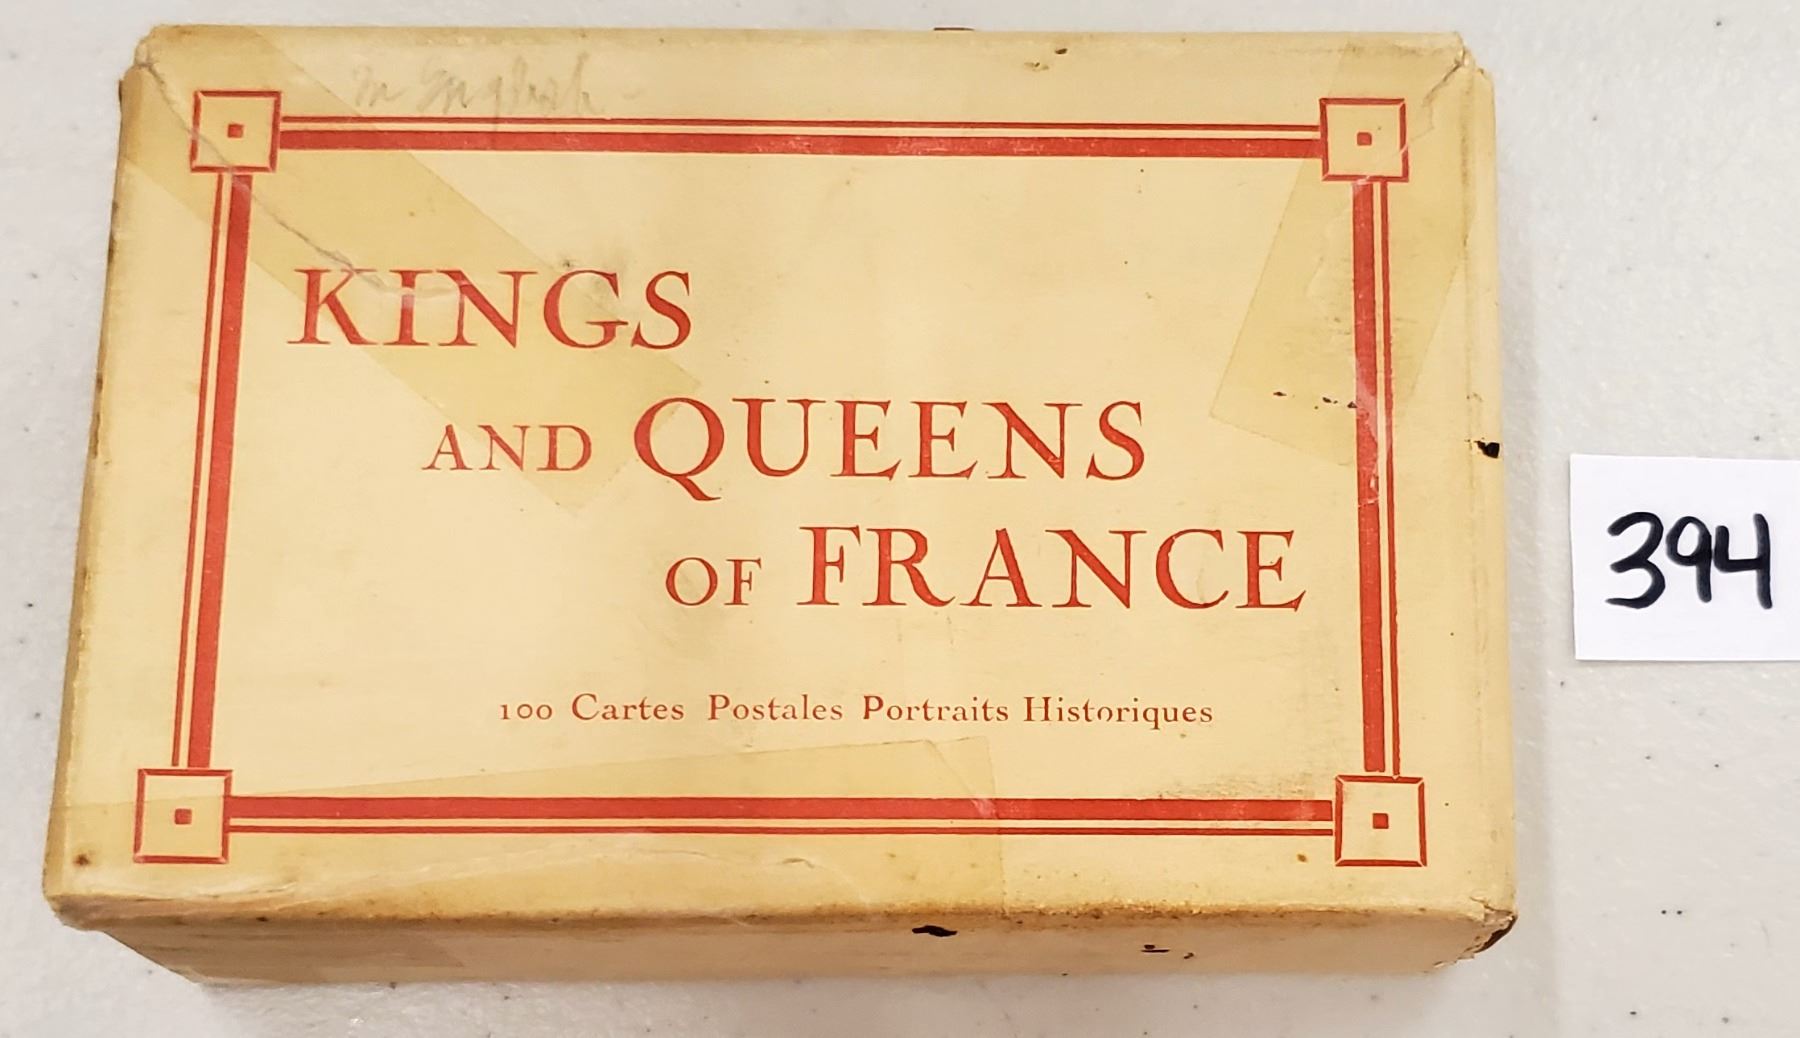 in English -
KINGS
AND QUEENS
OF FRANCE
100 Cartes Postales Portraits Historiques
394